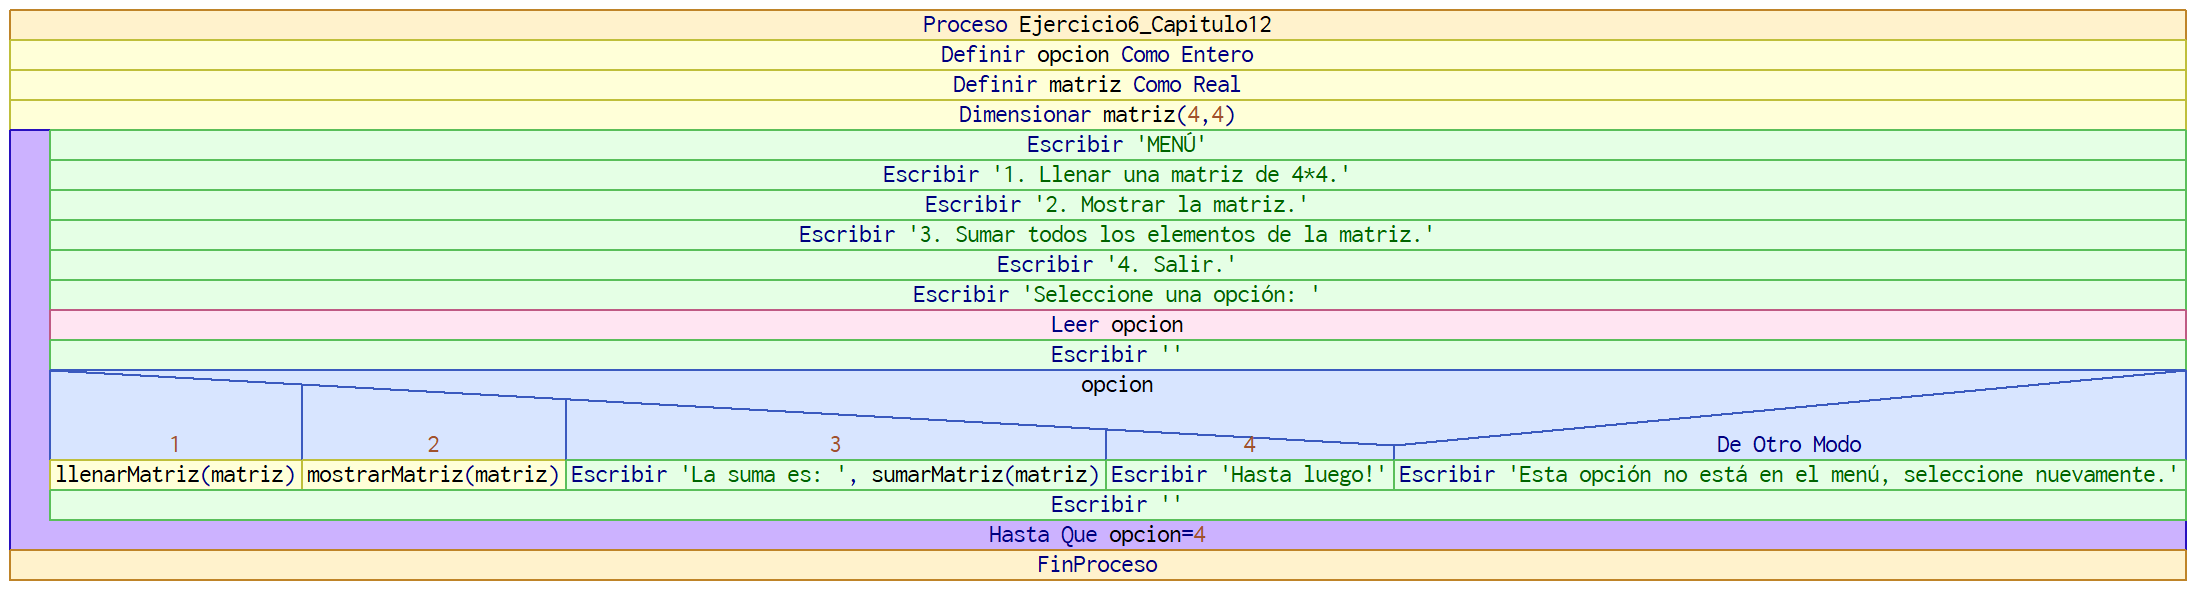 Proceso Ejercicio6_Capitulo12
Definir opcion Como Entero
Definir matriz Como Real
Dimensionar matriz(4,4)
Escribir 'MENÚ'
Escribir '1. Llenar una matriz de 4*4.'
Escribir '2. Mostrar la matriz.'
Escribir '3. Sumar todos los elementos de la matriz.'
Escribir '4. Salir.'
Escribir 'Seleccione una opción: '
Leer opcion
Escribir ''
opcion
1 2 3 4 De Otro Modo
llenarMatriz(matriz) mostrarMatriz(matriz) Escribir 'La suma es: ', sumarMatriz(matriz) Escribir 'Hasta luego!' Escribir 'Esta opción no está en el menú, seleccione nuevamente.'
Escribir ''
Hasta Que opcion=4
FinProceso